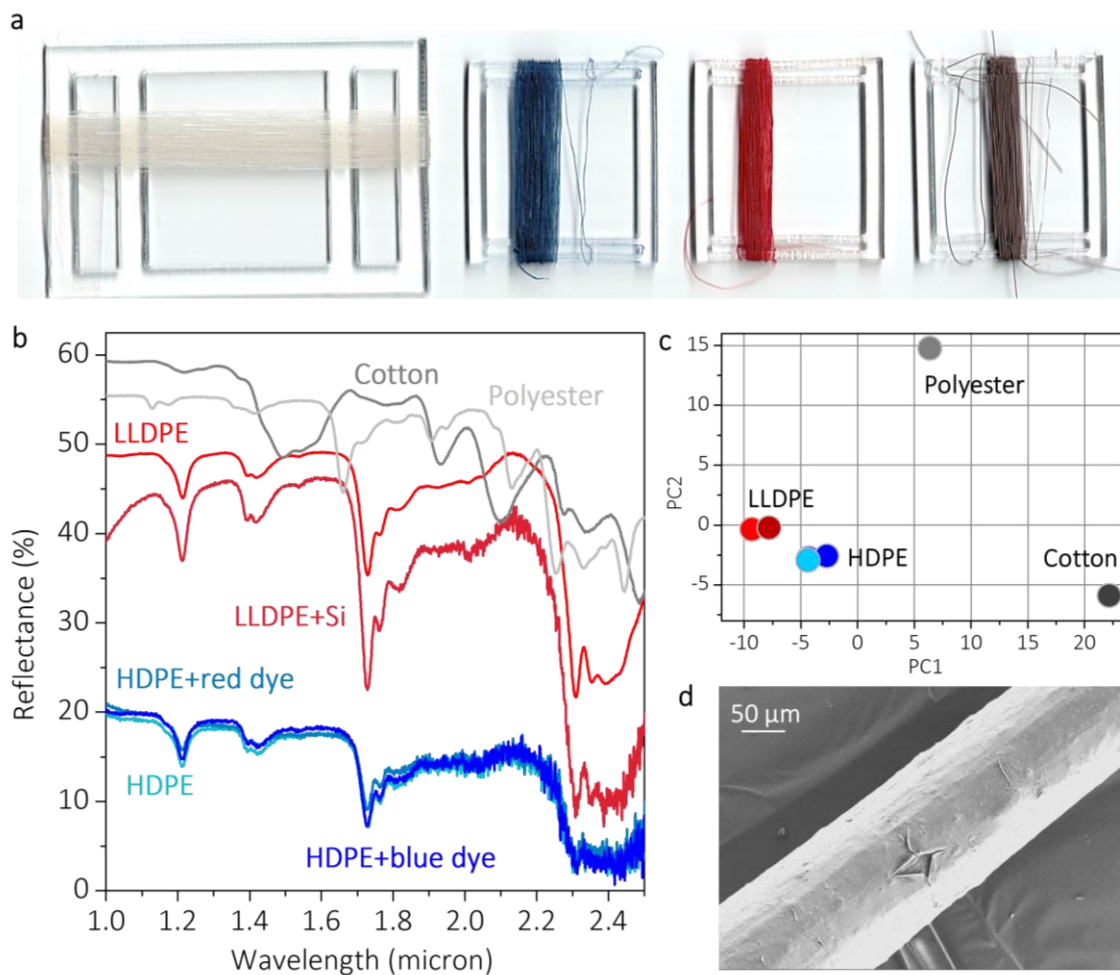 a
b
60
50
40
30
20
10
0
Reflectance (%)
Cotton
Polyester
LLDPE
LLDPE+Si
HDPE+red dye
HDPE
HDPE+blue dye
1.0 1.2 1.4 1.6 1.8 2.0 2.2 2.4
Wavelength (micron)
c
15
10
5
0
-5
PC2
Polyester
LLDPE
HDPE
Cotton
-10 -5 0 5 10 15 20
PC1
d
50 μm